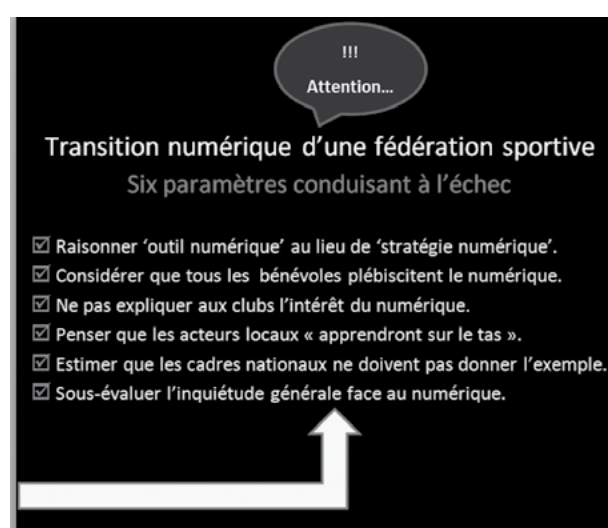 !!!
Attention...
Transition numérique d'une fédération sportive
Six paramètres conduisant à l'échec
Raisonner 'outil numérique' au lieu de 'stratégie numérique'.
Considérer que tous les bénévoles plébiscitent le numérique.
Ne pas expliquer aux clubs l'intérêt du numérique.
Penser que les acteurs locaux « apprendront sur le tas ».
Estimer que les cadres nationaux ne doivent pas donner l'exemple.
Sous-évaluer l'inquiétude générale face au numérique.